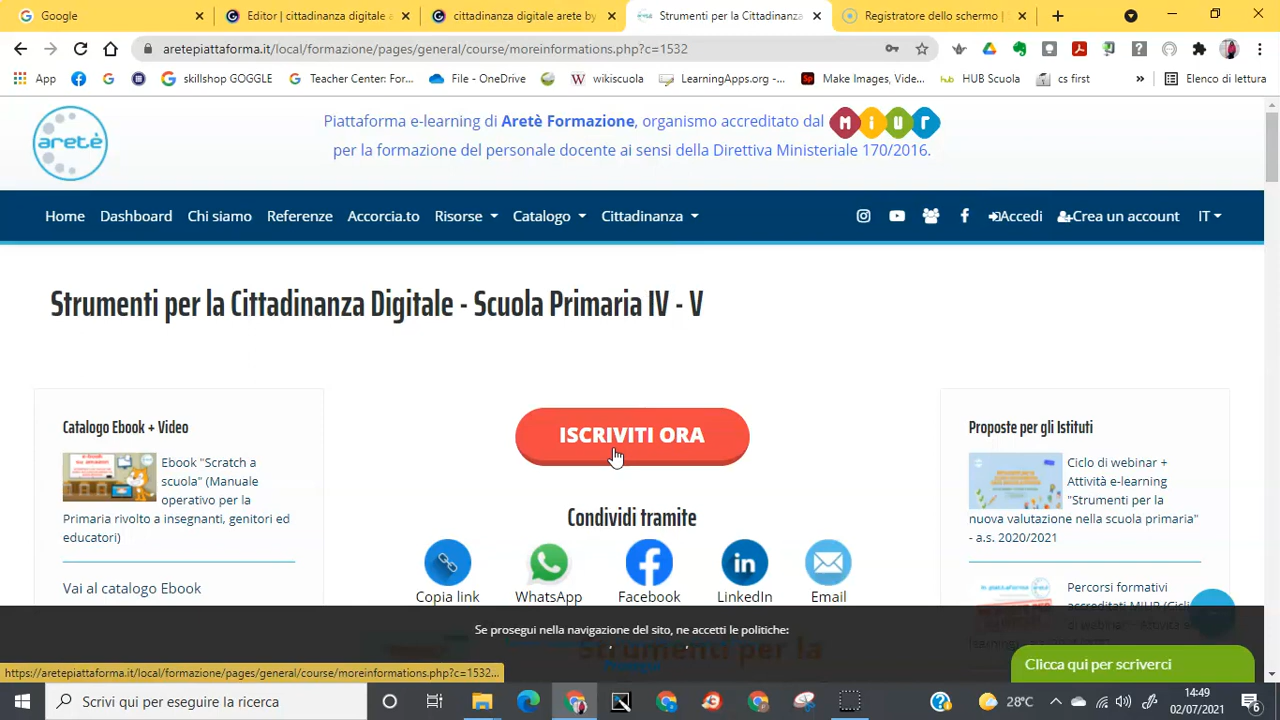 Google
Editor | cittadinanza digitale a
cittadinanza digitale arete by
Strumenti per la Cittadinanza
Registratore dello schermo |
aretepiattaforma.it/local/formazione/pages/general/course/moreinformations.php?c=1532
App
skillshop GOGGLE
Teacher Center: For...
File - OneDrive
wikiscuola
LearningApps.org -...
Make Images, Vide...
HUB Scuola
cs first
»
Elenco di lettura
aretè
Piattaforma e-learning di Aretè Formazione, organismo accreditato dal MIUR
per la formazione del personale docente ai sensi della Direttiva Ministeriale 170/2016.
Home Dashboard Chi siamo Referenze Accorcia.to Risorse Catalogo Cittadinanza Accedi Crea un account IT
Strumenti per la Cittadinanza Digitale - Scuola Primaria IV - V
Catalogo Ebook + Video
Ebook "Scratch a
scuola" (Manuale
operativo per la
Primaria rivolto a insegnanti, genitori ed
educatori)
Vai al catalogo Ebook
ISCRIVITI ORA
Condividi tramite
Copia link WhatsApp Facebook LinkedIn Email
Proposte per gli Istituti
Ciclo di webinar +
Attività e-learning
"Strumenti per la
nuova valutazione nella scuola primaria"
- a.s. 2020/2021
Percorsi formativi
accreditati MIUR (Cicli
Se prosegui nella navigazione del sito, ne accetti le politiche:
, ,
Clicca qui per scriverci
https://aretepiattaforma.it/local/formazione/pages/general/course/moreinformations.php?c=1532...
Scrivi qui per eseguire la ricerca
28°C
14:49
02/07/2021
6